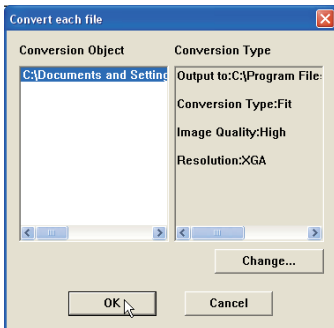 Convert each file
Conversion Object
Conversion Type
C:\Documents and Setting
Output to:C:\Program Files
Conversion Type:Fit
Image Quality:High
Resolution:XGA
Change...
OK
Cancel